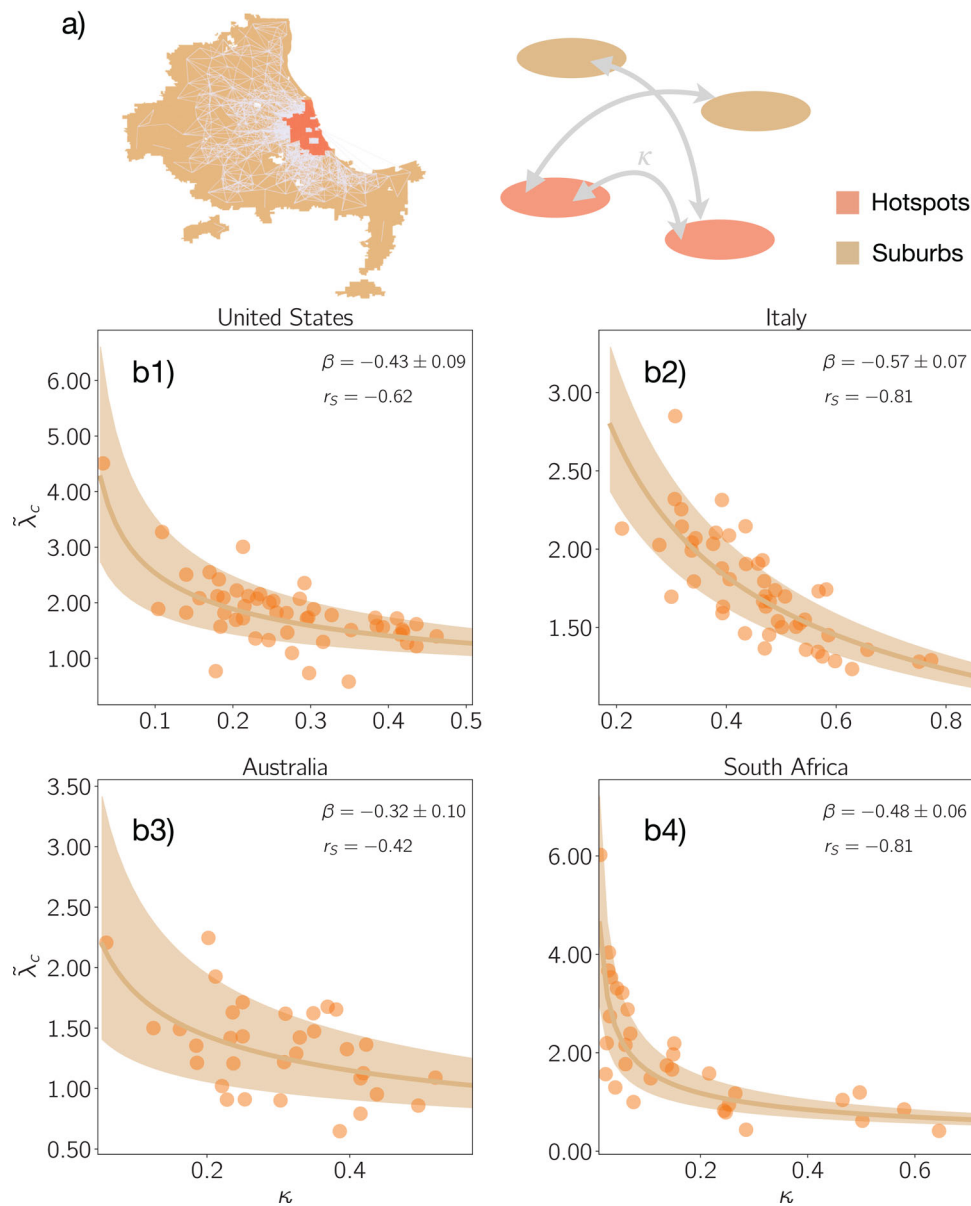 a)
κ
Hotspots
Suburbs
United States
b1)
β = −0.43 ± 0.09
r_S = −0.62
λ̃_c
6.00
5.00
4.00
3.00
2.00
1.00
0.1
0.2
0.3
0.4
0.5
Italy
b2)
β = −0.57 ± 0.07
r_S = −0.81
3.00
2.50
2.00
1.50
0.2
0.4
0.6
0.8
Australia
b3)
β = −0.32 ± 0.10
r_S = −0.42
λ̃_c
3.50
3.00
2.50
2.00
1.50
1.00
0.50
0.2
0.4
κ
South Africa
b4)
β = −0.48 ± 0.06
r_S = −0.81
6.00
4.00
2.00
0.00
0.2
0.4
0.6
κ